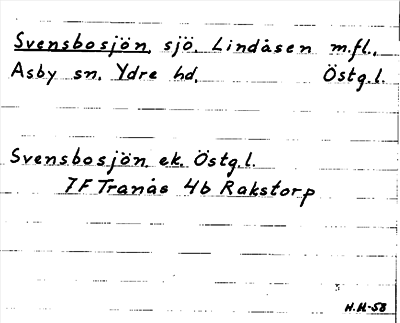 Svensbosjön, sjö, Lindåsen m.fl.,
Asby sn, Ydre hd, Östg.l.
Svensbosjön ek. Östg.l.
7F Tranås 4b Rakstorp
H.H-58